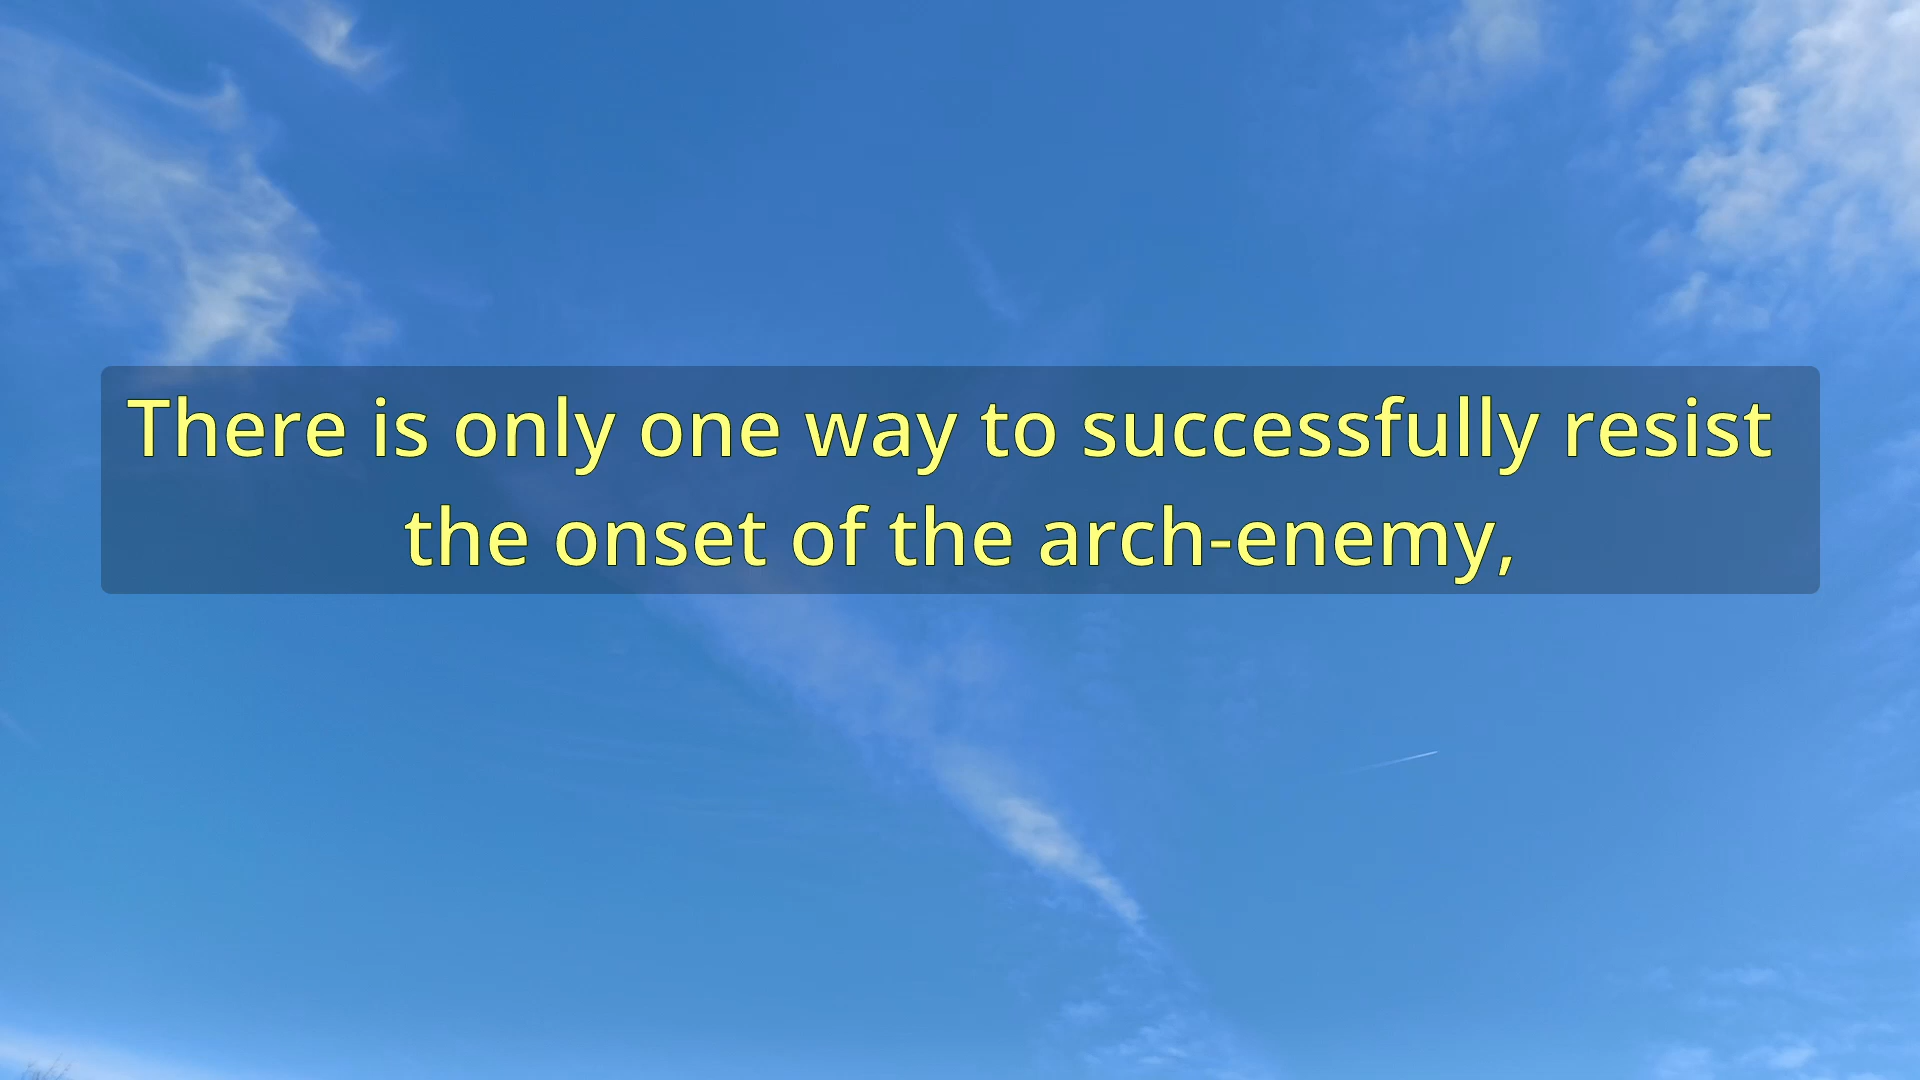 There is only one way to successfully resist
the onset of the arch-enemy,